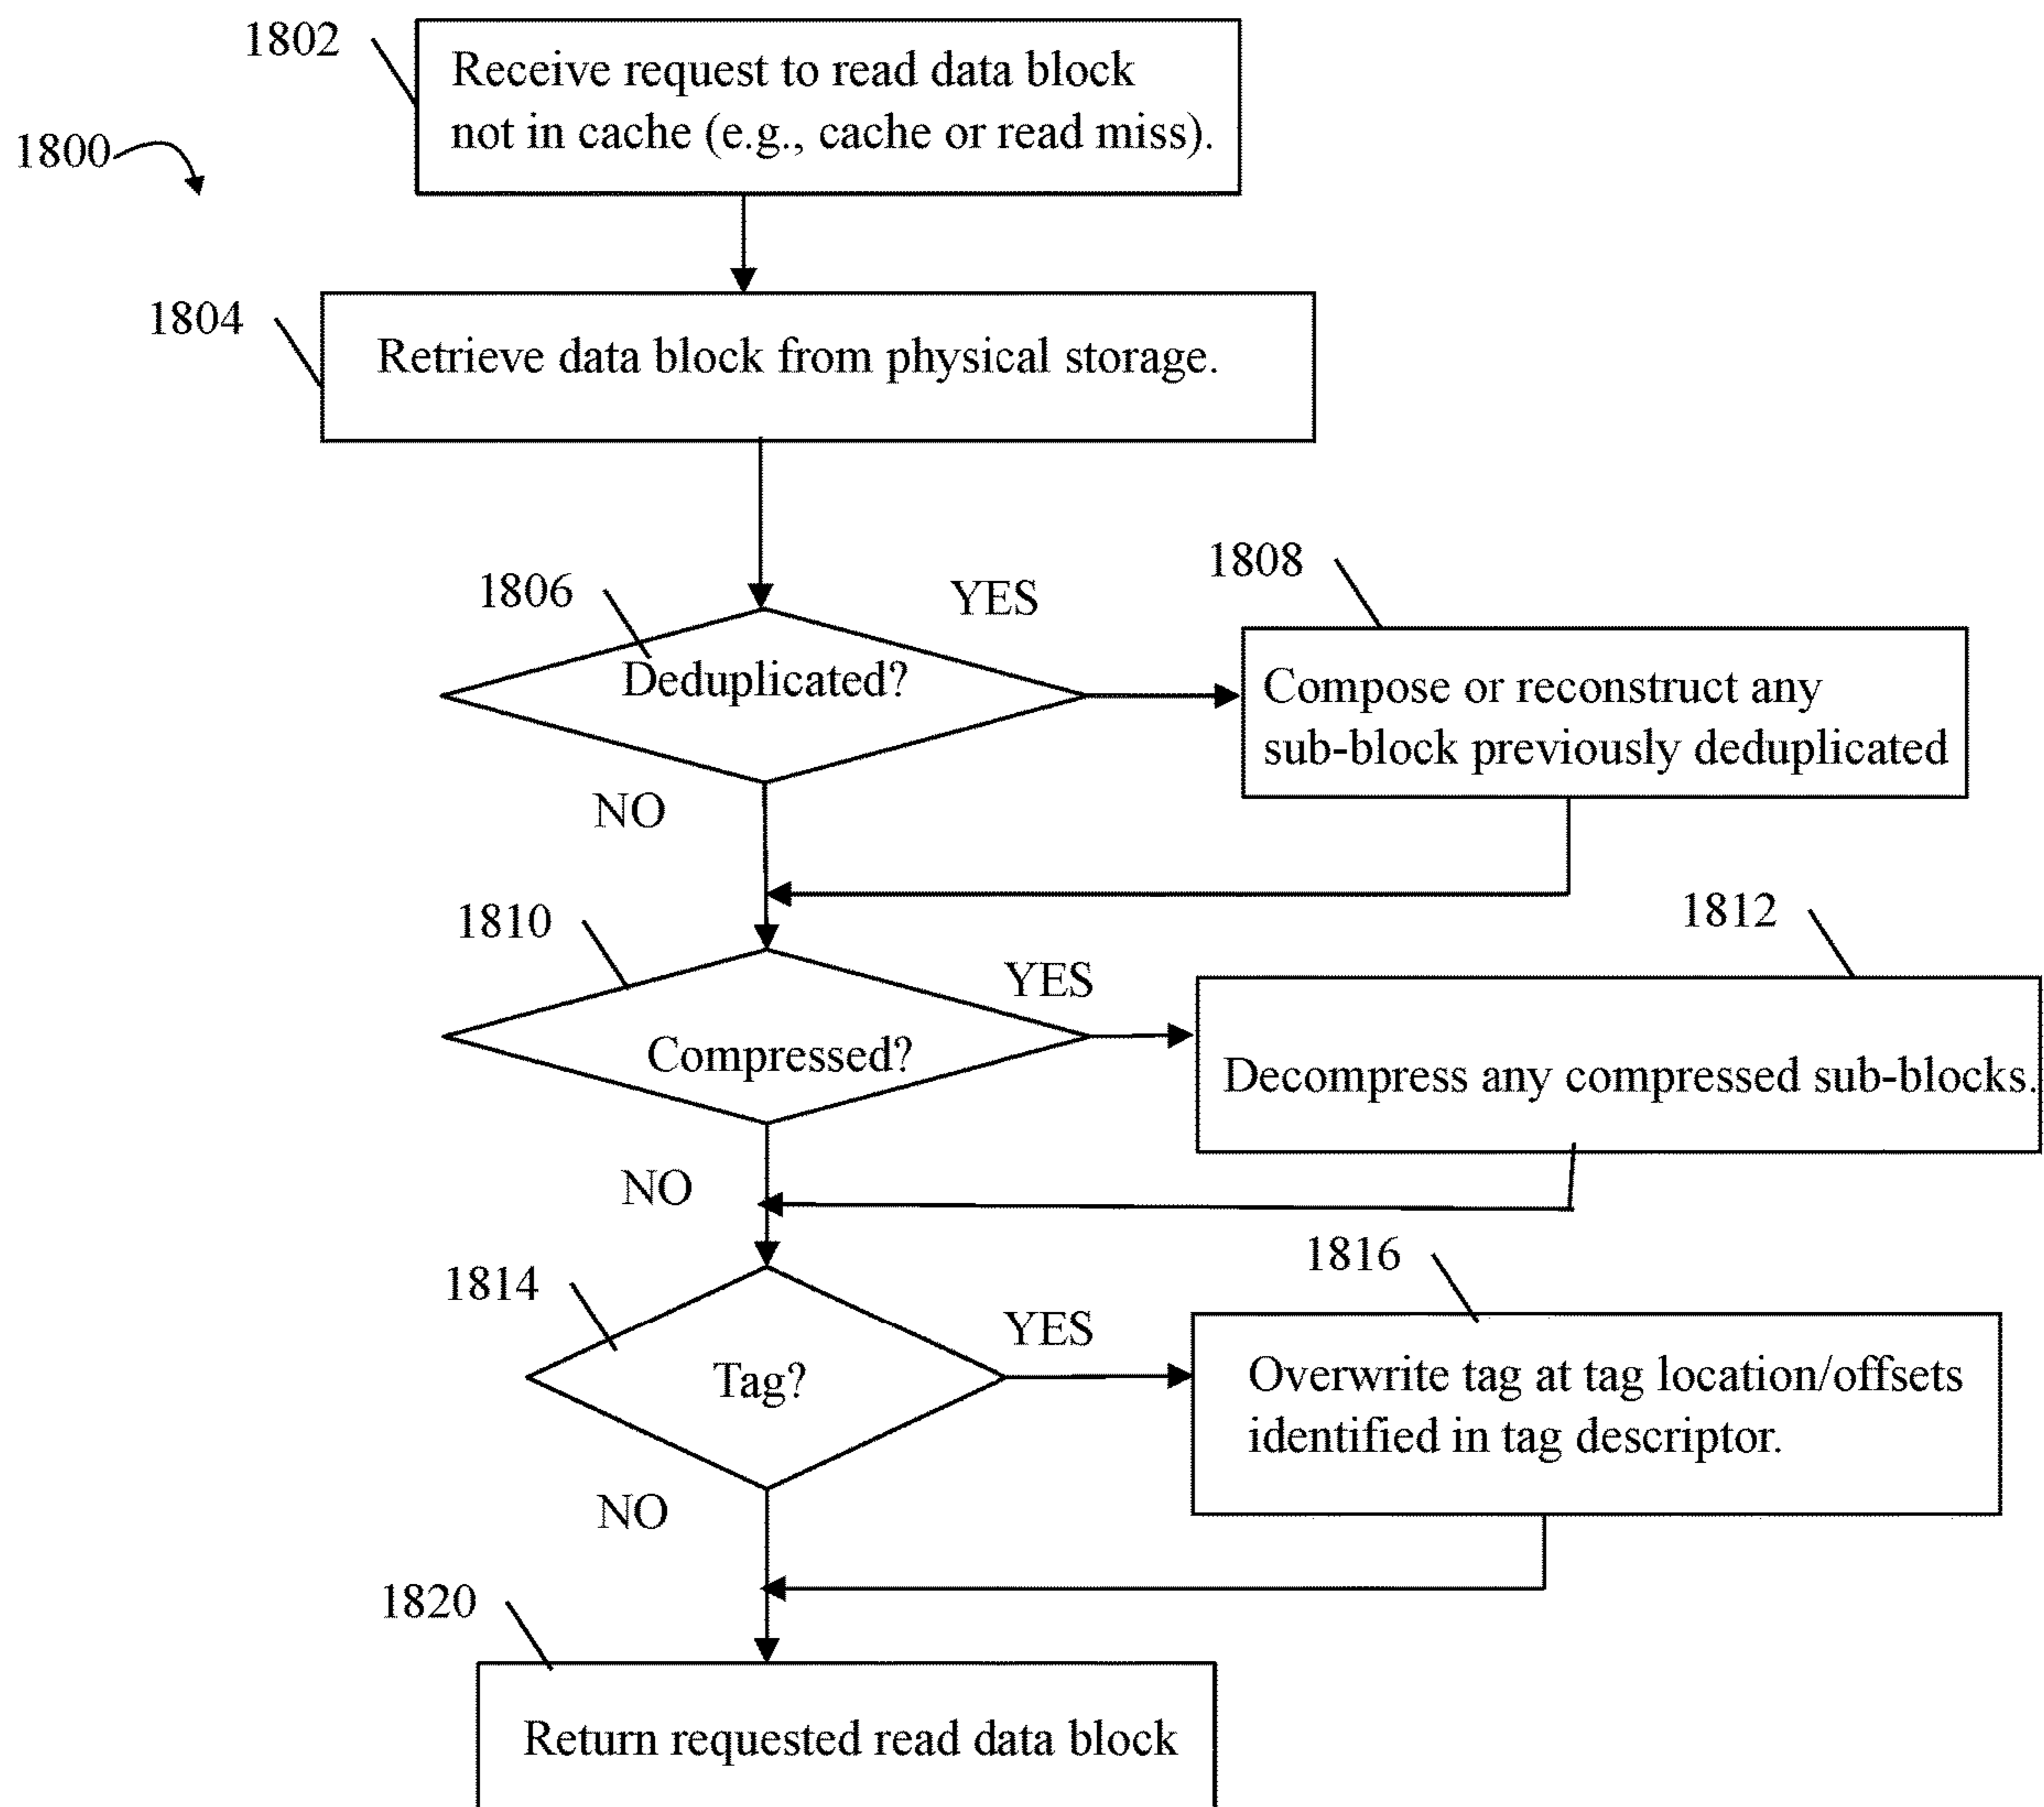 1802
Receive request to read data block
not in cache (e.g., cache or read miss).
1800
1804
Retrieve data block from physical storage.
1806
YES
1808
Deduplicated?
Compose or reconstruct any
sub-block previously deduplicated
NO
1810
1812
YES
Compressed?
Decompress any compressed sub-blocks.
NO
1814
1816
YES
Tag?
Overwrite tag at tag location/offsets
identified in tag descriptor.
NO
1820
Return requested read data block